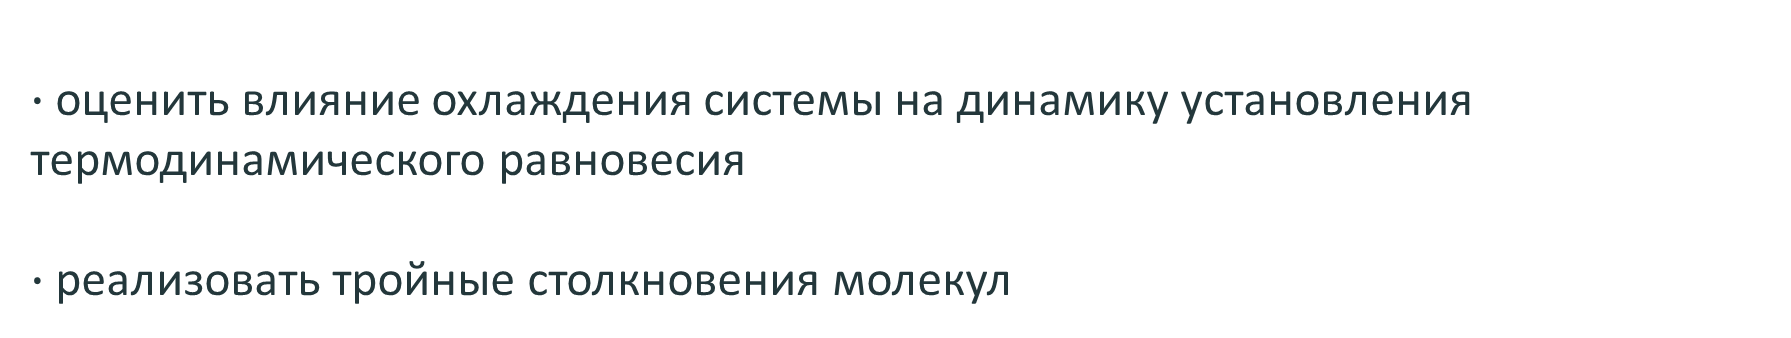 · оценить влияние охлаждения системы на динамику установления
термодинамического равновесия
· реализовать тройные столкновения молекул